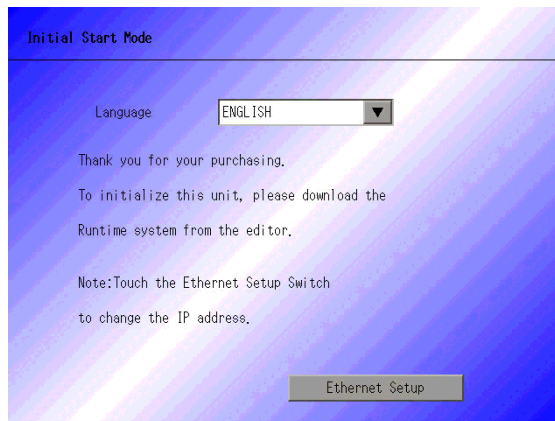 Initial Start Mode
Language
ENGLISH
Thank you for your purchasing.
To initialize this unit, please download the
Runtime system from the editor.
Note:Touch the Ethernet Setup Switch
to change the IP address.
Ethernet Setup